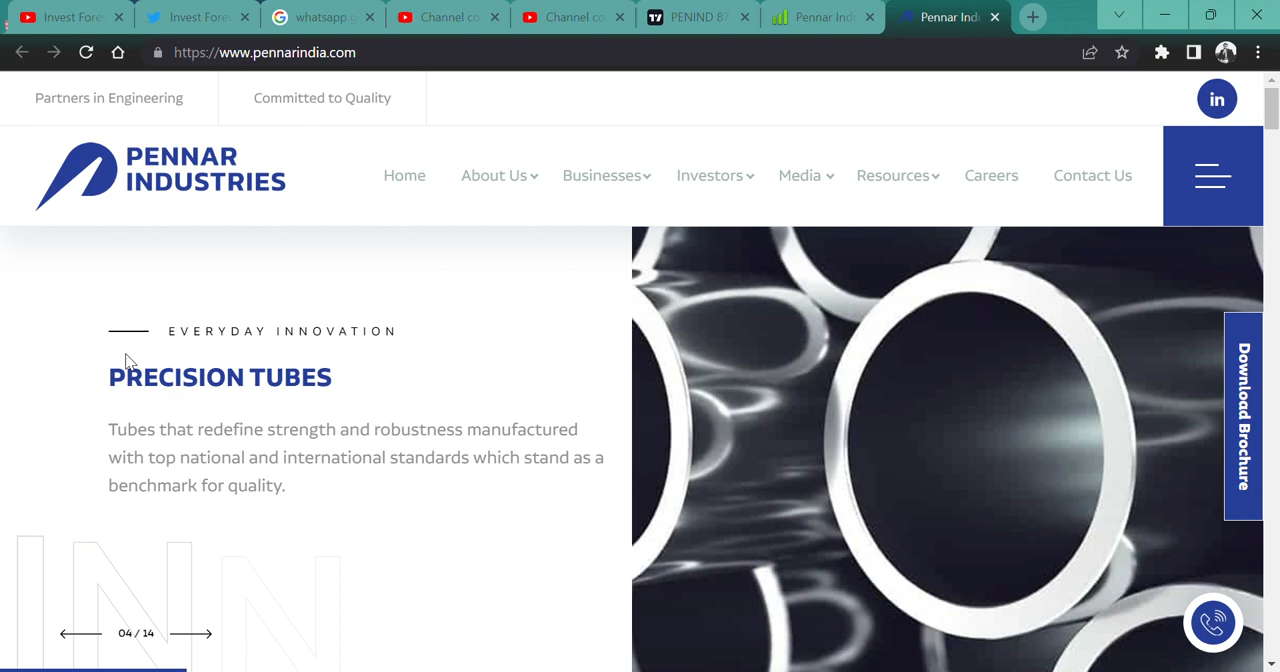 Invest Fore
Invest Fore
whatsapp g
Channel co
Channel co
PENIND 87
Pennar Ind
Pennar Indu
https://www.pennarindia.com
Partners in Engineering
Committed to Quality
in
PENNAR
INDUSTRIES
Home
About Us
Businesses
Investors
Media
Resources
Careers
Contact Us
EVERYDAY INNOVATION
PRECISION TUBES
Tubes that redefine strength and robustness manufactured
with top national and international standards which stand as a
benchmark for quality.
Download Brochure
INN
04 / 14